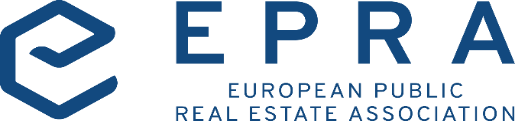 EPRA
EUROPEAN PUBLIC
REAL ESTATE ASSOCIATION